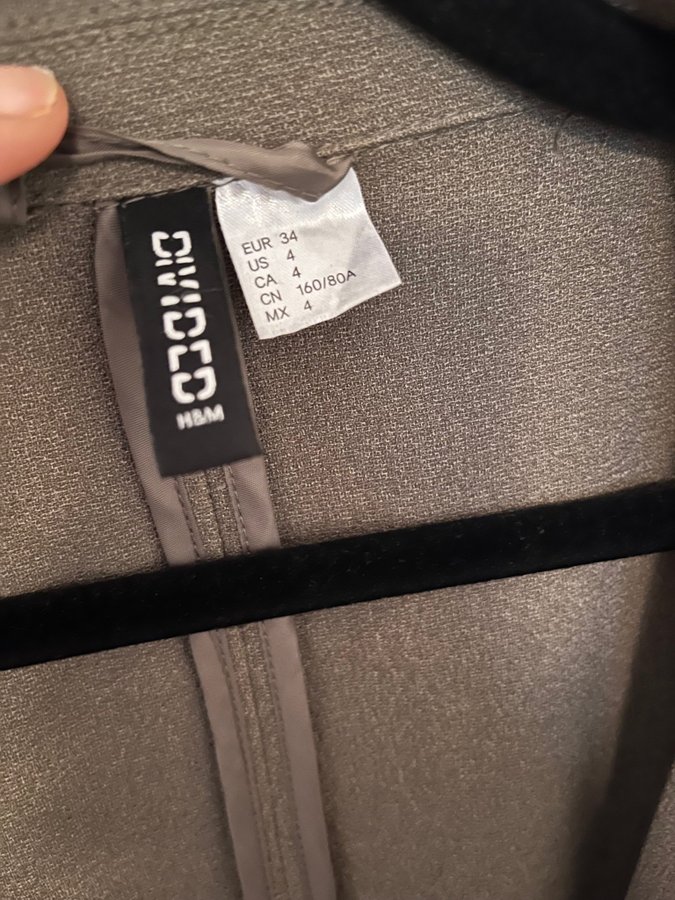 DIVIDED
H&M
EUR 34
US 4
CA 4
CN 160/80A
MX 4